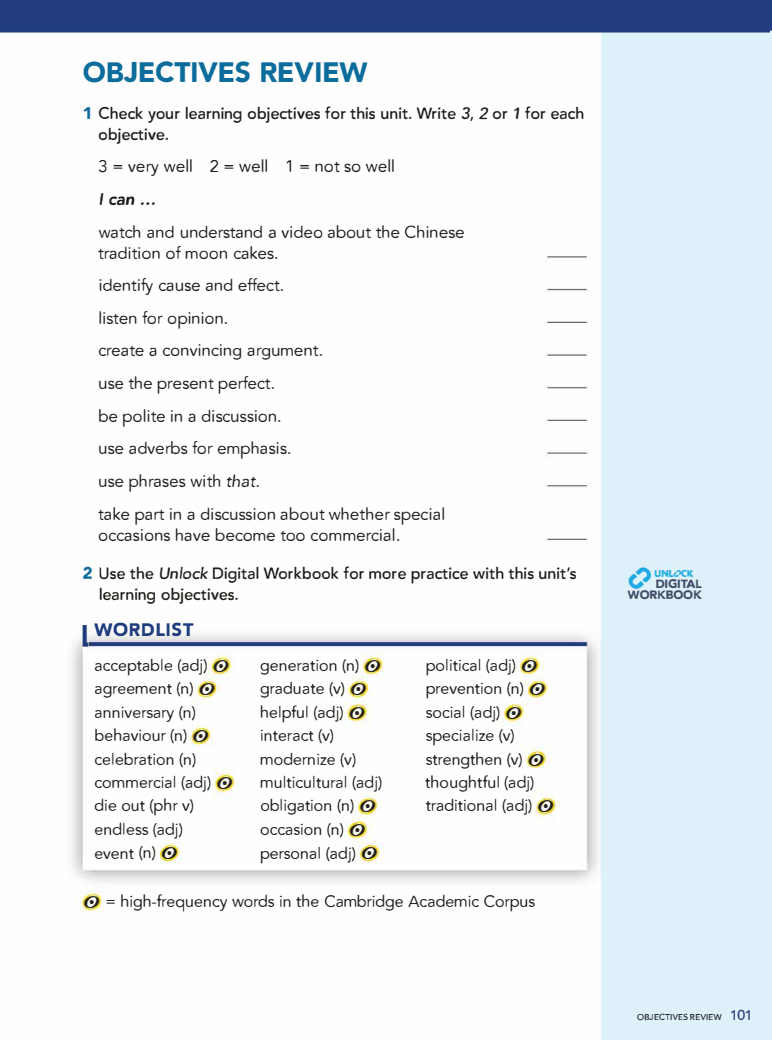 OBJECTIVES REVIEW
1 Check your learning objectives for this unit. Write 3, 2 or 1 for each
objective.
3 = very well 2 = well 1 = not so well
I can ...
watch and understand a video about the Chinese
tradition of moon cakes.
identify cause and effect.
listen for opinion.
create a convincing argument.
use the present perfect.
be polite in a discussion.
use adverbs for emphasis.
use phrases with that.
take part in a discussion about whether special
occasions have become too commercial.
2 Use the Unlock Digital Workbook for more practice with this unit's
learning objectives.
UNLOCK
DIGITAL
WORKBOOK
WORDLIST
acceptable (adj)
agreement (n)
anniversary (n)
behaviour (n)
celebration (n)
commercial (adj)
die out (phr v)
endless (adj)
event (n)
generation (n)
graduate (v)
helpful (adj)
interact (v)
modernize (v)
multicultural (adj)
obligation (n)
occasion (n)
personal (adj)
political (adj)
prevention (n)
social (adj)
specialize (v)
strengthen (v)
thoughtful (adj)
traditional (adj)
= high-frequency words in the Cambridge Academic Corpus
OBJECTIVES REVIEW 101